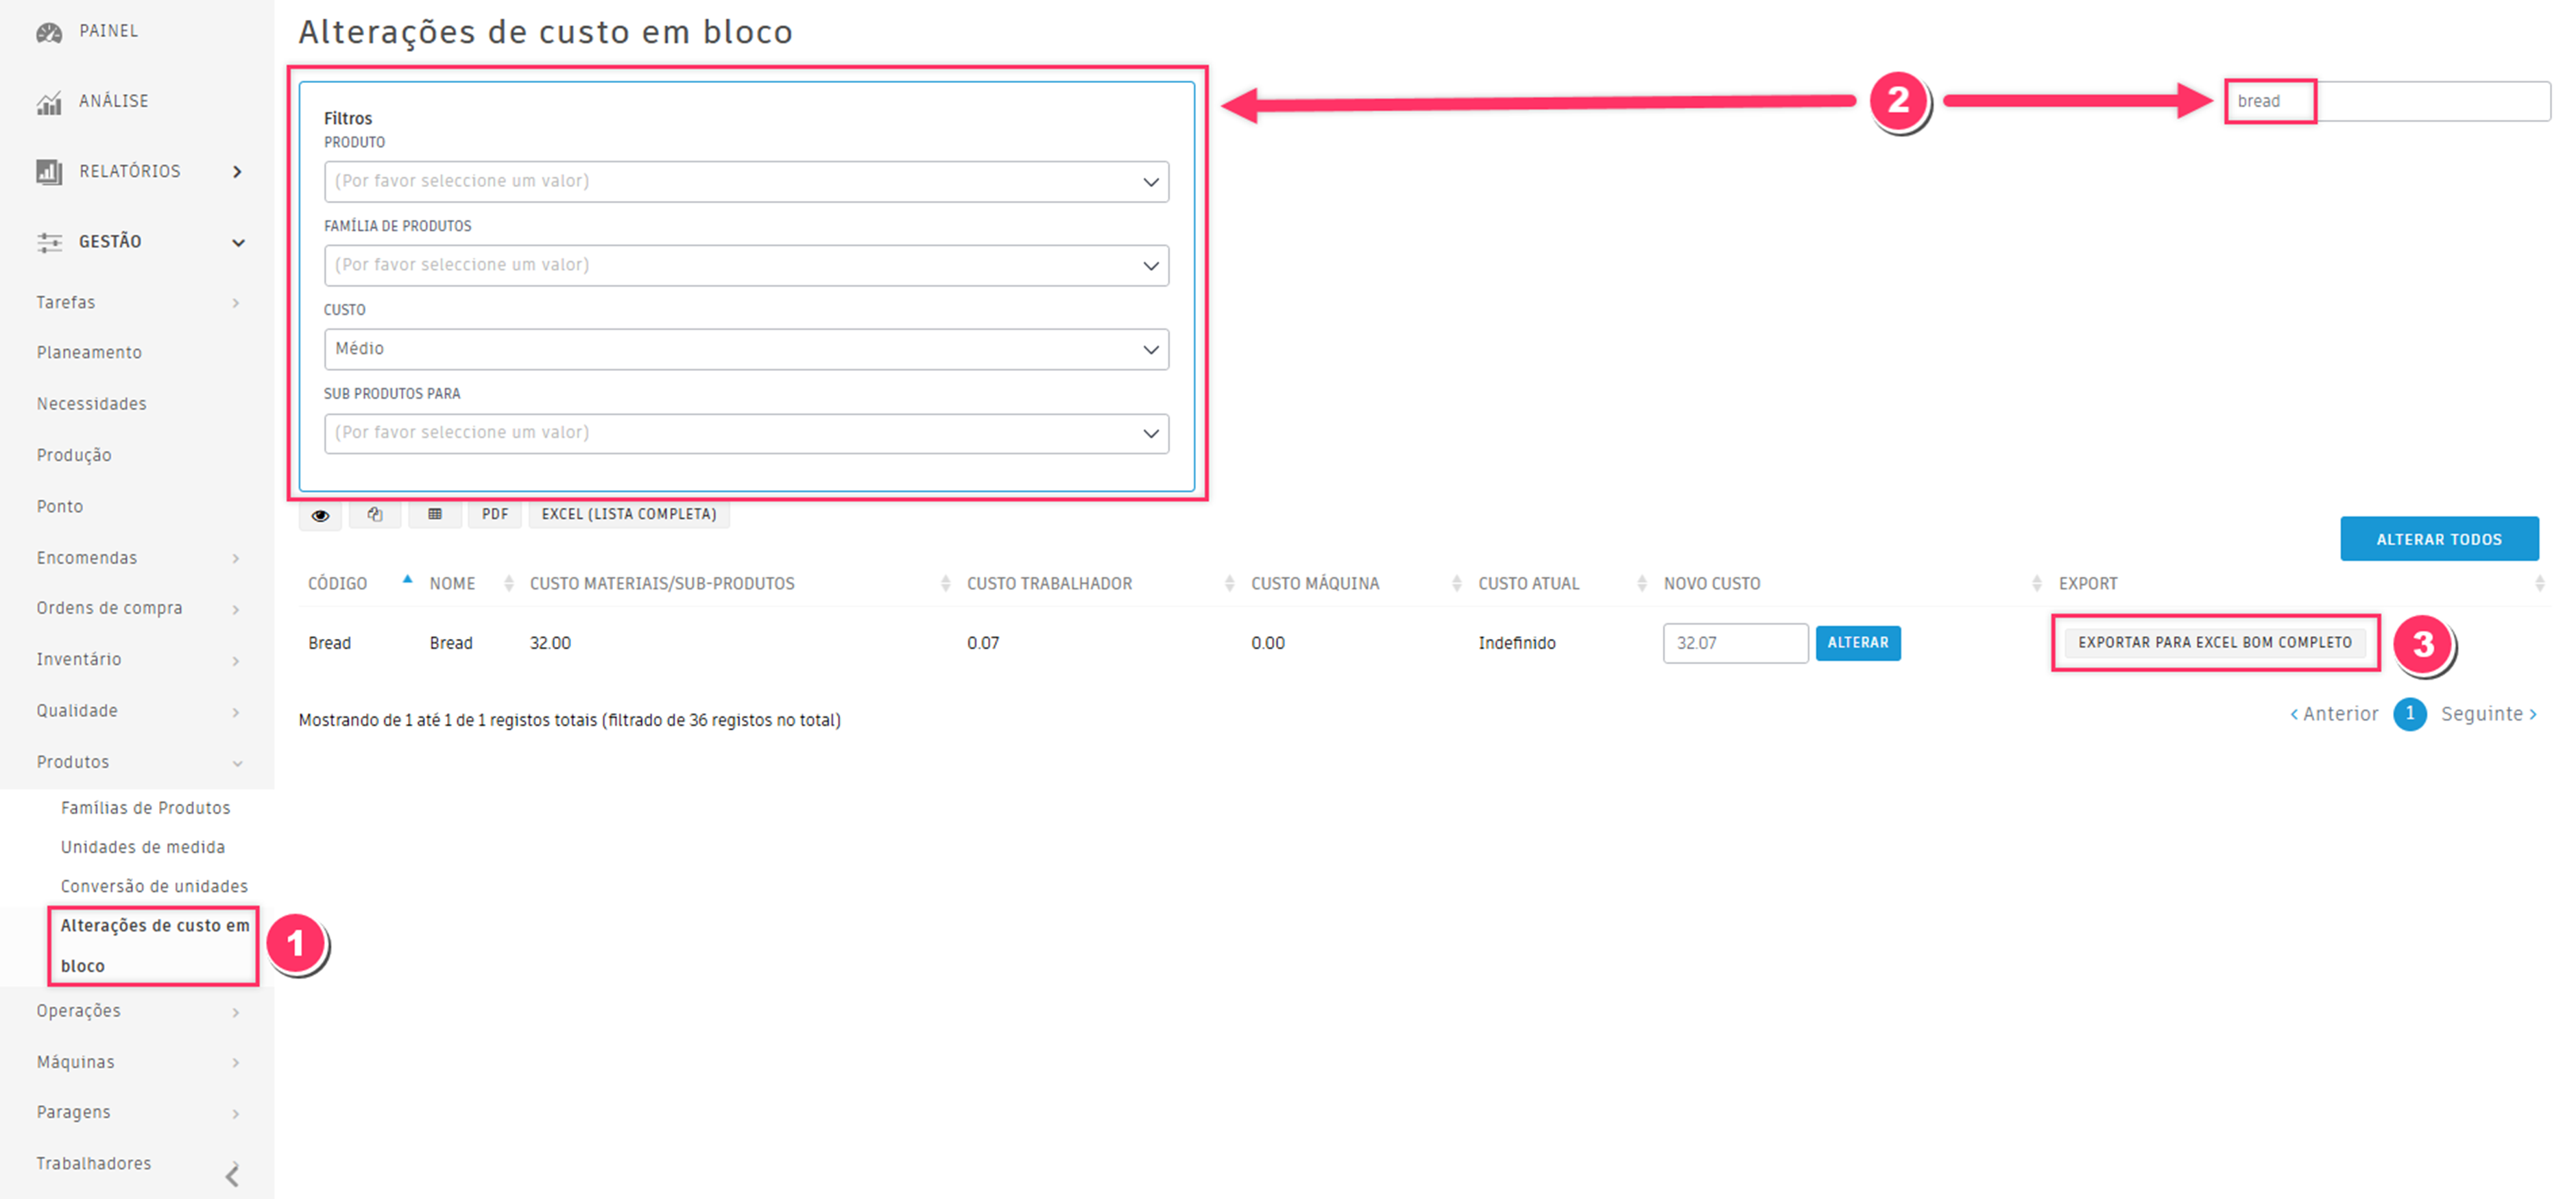 PAINEL
ANÁLISE
RELATÓRIOS
GESTÃO
Tarefas
Planeamento
Necessidades
Produção
Ponto
Encomendas
Ordens de compra
Inventário
Qualidade
Produtos
Famílias de Produtos
Unidades de medida
Conversão de unidades
Alterações de custo em
bloco
1
Operações
Máquinas
Paragens
Trabalhadores
Alterações de custo em bloco
2
bread
Filtros
PRODUTO
(Por favor seleccione um valor)
FAMÍLIA DE PRODUTOS
(Por favor seleccione um valor)
CUSTO
Médio
SUB PRODUTOS PARA
(Por favor seleccione um valor)
PDF EXCEL (LISTA COMPLETA)
ALTERAR TODOS
CÓDIGO NOME CUSTO MATERIAIS/SUB-PRODUTOS CUSTO TRABALHADOR CUSTO MÁQUINA CUSTO ATUAL NOVO CUSTO EXPORT
Bread Bread 32.00 0.07 0.00 Indefinido 32.07 ALTERAR EXPORTAR PARA EXCEL BOM COMPLETO 3
Mostrando de 1 até 1 de 1 registos totais (filtrado de 36 registos no total)
Anterior 1 Seguinte